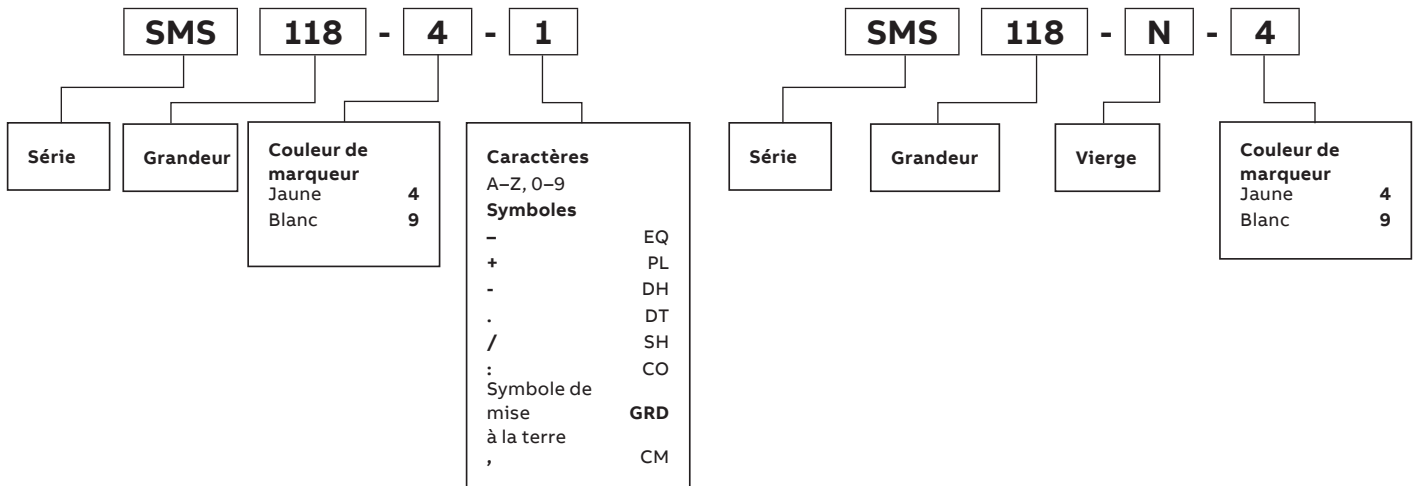 SMS 118 - 4 - 1
Série
Grandeur
Couleur de
marqueur
Jaune 4
Blanc 9
Caractères
A–Z, 0–9
Symboles
– EQ
+ PL
- DH
. DT
/ SH
: CO
Symbole de
mise GRD
à la terre
, CM
SMS 118 - N - 4
Série
Grandeur
Vierge
Couleur de
marqueur
Jaune 4
Blanc 9